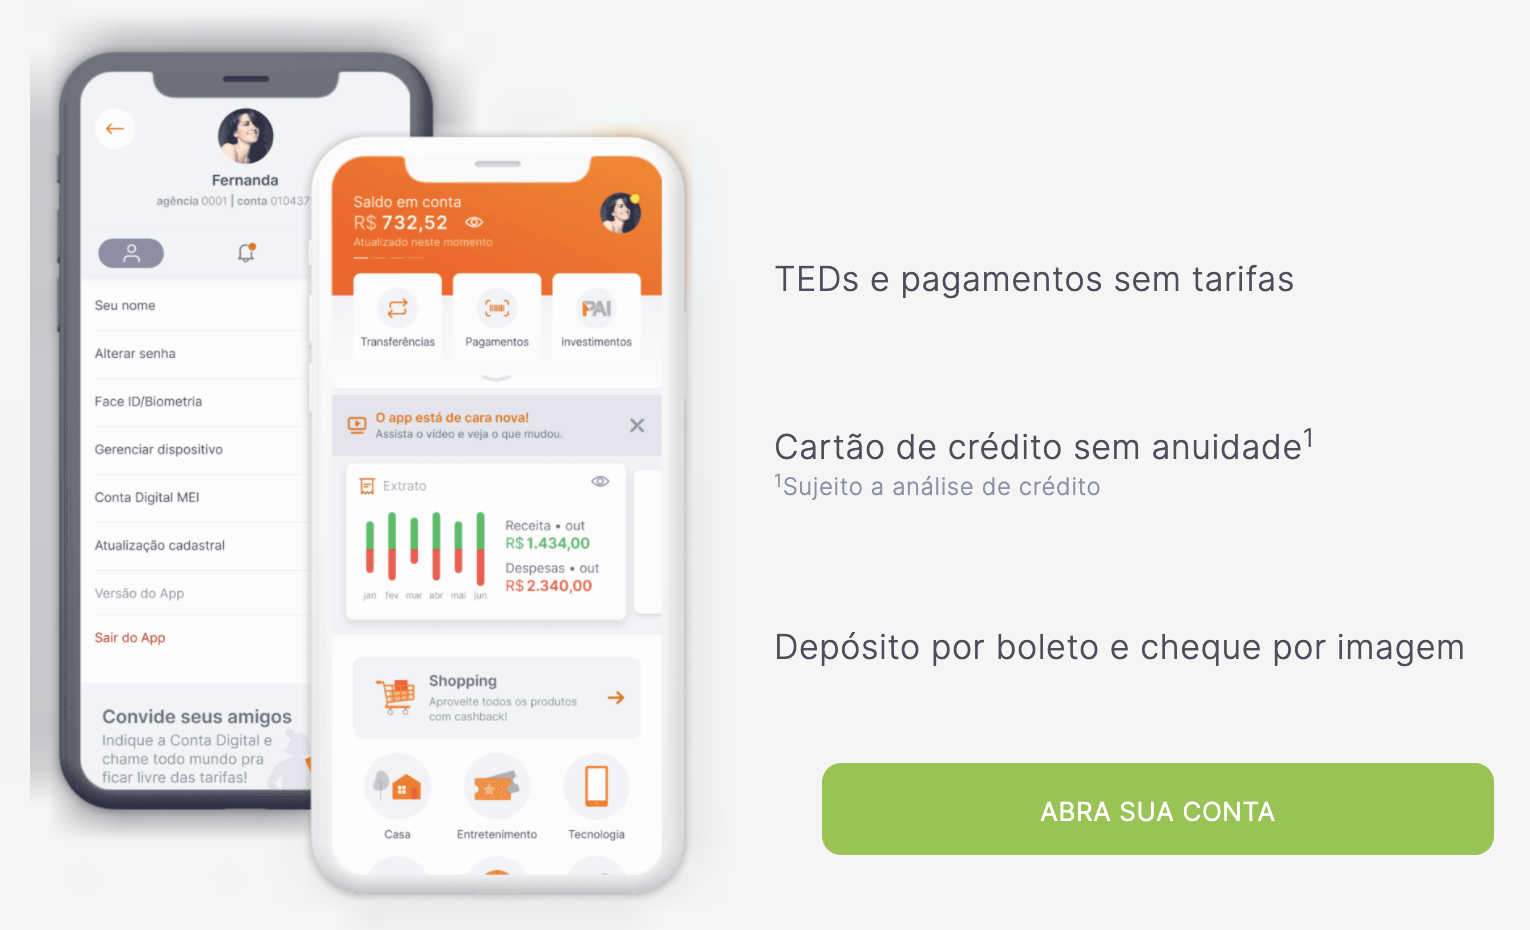 Fernanda
agência 0001 | conta 010437
Seu nome
Alterar senha
Face ID/Biometria
Gerenciar dispositivo
Conta Digital MEI
Atualização cadastral
Versão do App
Sair do App
Convide seus amigos
Indique a Conta Digital e
chame todo mundo pra
ficar livre das tarifas!
Saldo em conta
R$ 732,52
Atualizado neste momento
Transferências
Pagamentos
PAI
Investimentos
O app está de cara nova!
Assista o vídeo e veja o que mudou.
Extrato
Receita • out
R$ 1.434,00
Despesas • out
R$ 2.340,00
jan fev mar abr mai jun
Shopping
Aproveite todos os produtos
com cashback!
Casa
Entretenimento
Tecnologia
TEDs e pagamentos sem tarifas
Cartão de crédito sem anuidade¹
¹Sujeito a análise de crédito
Depósito por boleto e cheque por imagem
ABRA SUA CONTA